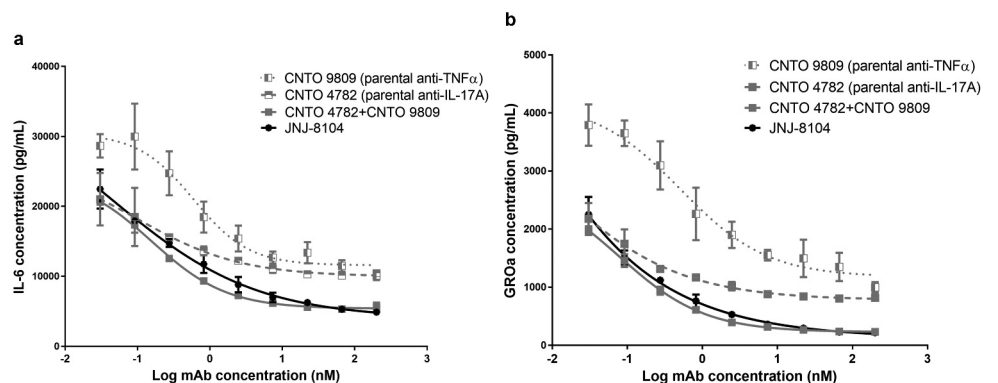 a
40000
30000
20000
10000
0
-2
-1
0
1
2
3
IL-6 concentration (pg/mL)
Log mAb concentration (nM)
CNTO 9809 (parental anti-TNFα)
CNTO 4782 (parental anti-IL-17A)
CNTO 4782+CNTO 9809
JNJ-8104
b
5000
4000
3000
2000
1000
0
-2
-1
0
1
2
3
GROa concentration (pg/mL)
Log mAb concentration (nM)
CNTO 9809 (parental anti-TNFα)
CNTO 4782 (parental anti-IL-17A)
CNTO 4782+CNTO 9809
JNJ-8104